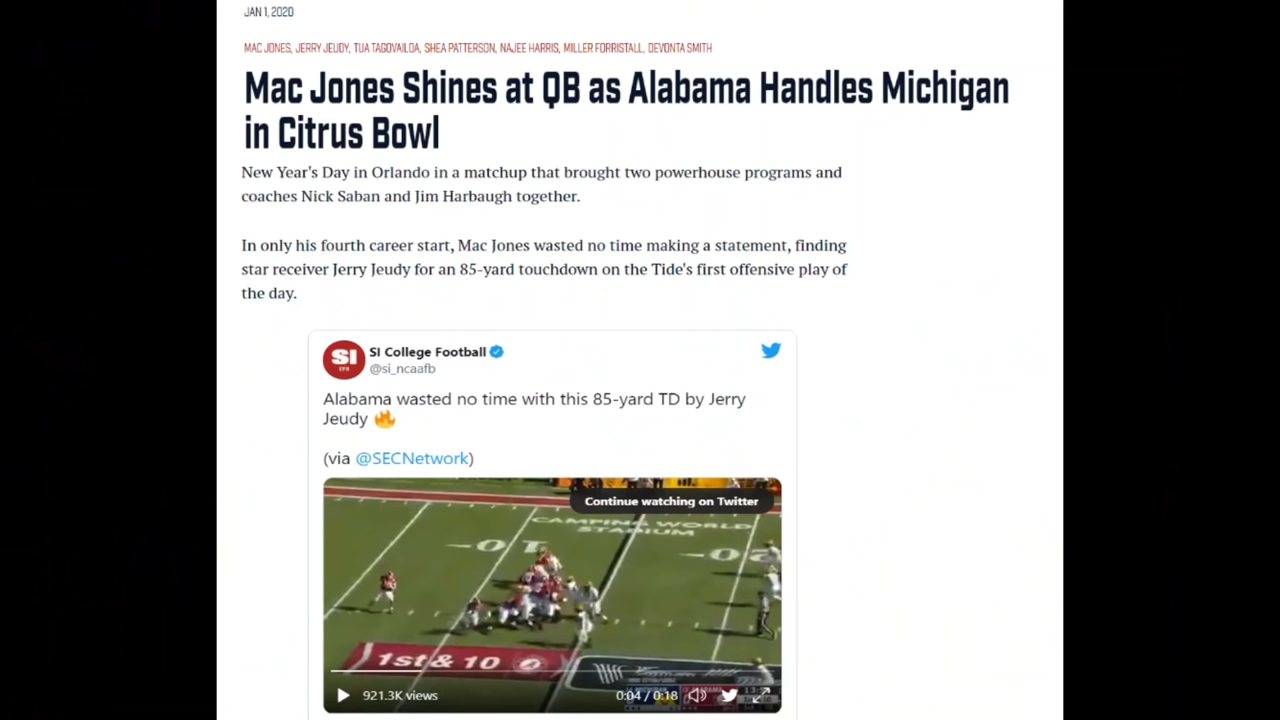 JAN 1, 2020
MAC JONES, JERRY JEUDY, TUA TAGOVAILOA, SHEA PATTERSON, NAJEE HARRIS, MILLER FORRISTALL, DEVONTA SMITH
Mac Jones Shines at QB as Alabama Handles Michigan
in Citrus Bowl
New Year's Day in Orlando in a matchup that brought two powerhouse programs and
coaches Nick Saban and Jim Harbaugh together.
In only his fourth career start, Mac Jones wasted no time making a statement, finding
star receiver Jerry Jeudy for an 85-yard touchdown on the Tide's first offensive play of
the day.
SI
CFB
SI College Football
@si_ncaafb
Alabama wasted no time with this 85-yard TD by Jerry
Jeudy 🔥
(via @SECNetwork)
Continue watching on Twitter
CAMPING WORLD
STADIUM
1st & 10
921.3K views
0:04 / 0:18